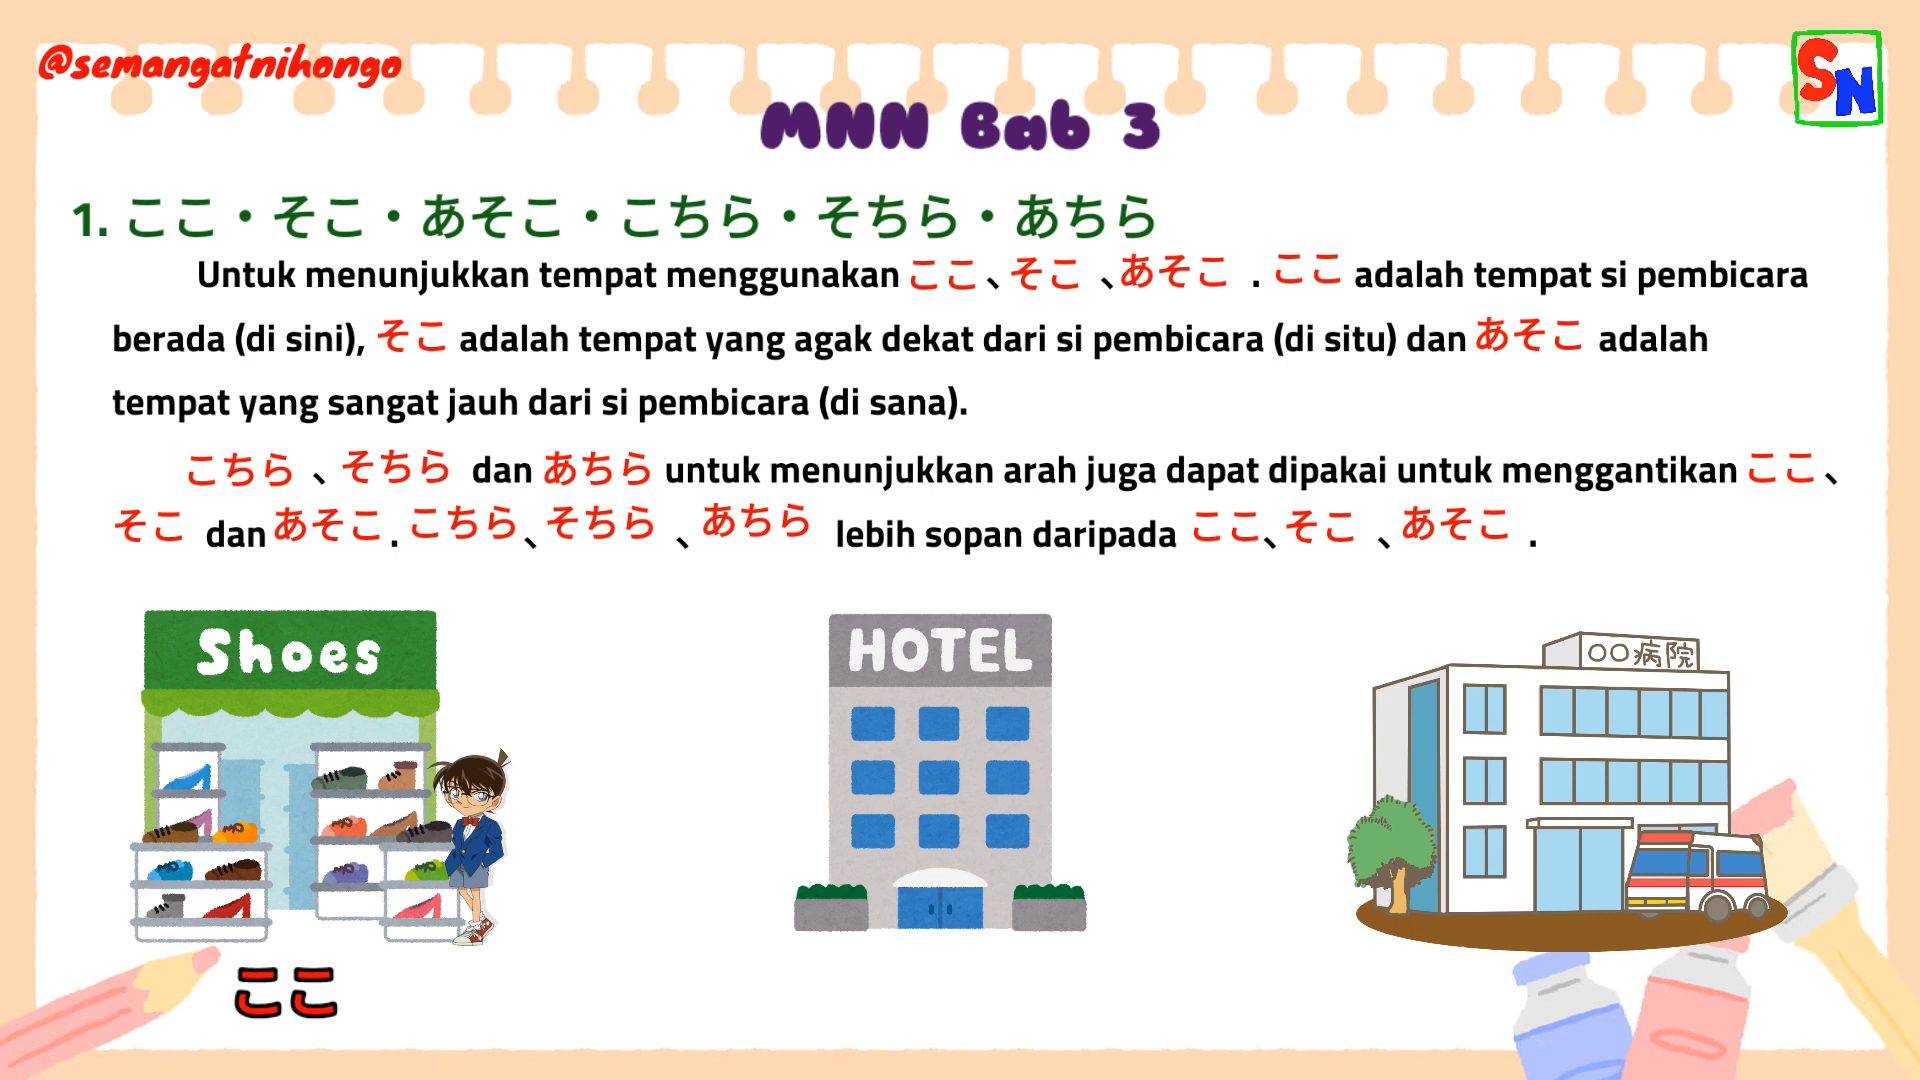 @semangatnihongo
SN
MNN Bab 3
1. ここ・そこ・あそこ・こちら・そちら・あちら
Untuk menunjukkan tempat menggunakan ここ、そこ、あそこ. ここ adalah tempat si pembicara
berada (di sini), そこ adalah tempat yang agak dekat dari si pembicara (di situ) dan あそこ adalah
tempat yang sangat jauh dari si pembicara (di sana).
こちら、そちら dan あちら untuk menunjukkan arah juga dapat dipakai untuk menggantikan ここ、
そこ dan あそこ. こちら、そちら、あちら lebih sopan daripada ここ、そこ、あそこ.
Shoes
HOTEL
○○病院
ここ